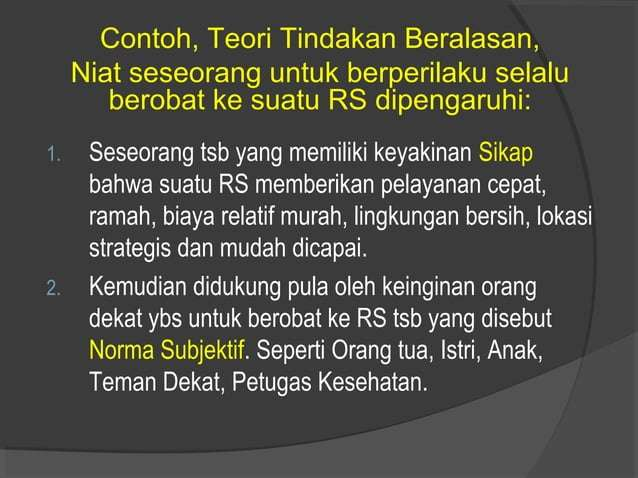 Contoh, Teori Tindakan Beralasan,
Niat seseorang untuk berperilaku selalu
berobat ke suatu RS dipengaruhi:
1. Seseorang tsb yang memiliki keyakinan Sikap
bahwa suatu RS memberikan pelayanan cepat,
ramah, biaya relatif murah, lingkungan bersih, lokasi
strategis dan mudah dicapai.
2. Kemudian didukung pula oleh keinginan orang
dekat ybs untuk berobat ke RS tsb yang disebut
Norma Subjektif. Seperti Orang tua, Istri, Anak,
Teman Dekat, Petugas Kesehatan.